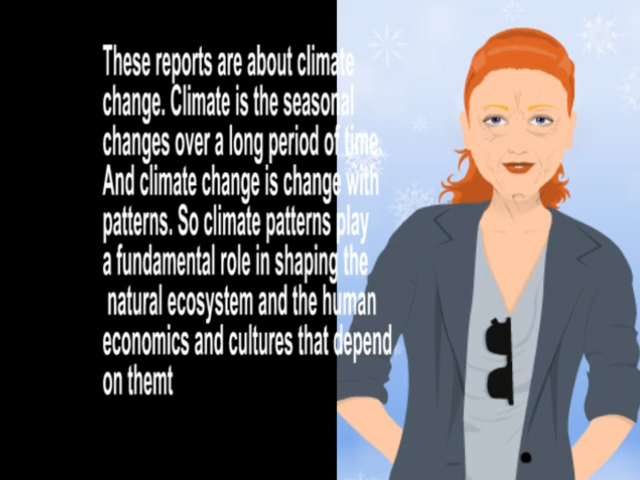 These reports are about climate
change. Climate is the seasonal
changes over a long period of time.
And climate change is change with
patterns. So climate patterns play
a fundamental role in shaping the
natural ecosystem and the human
economics and cultures that depend
on themt